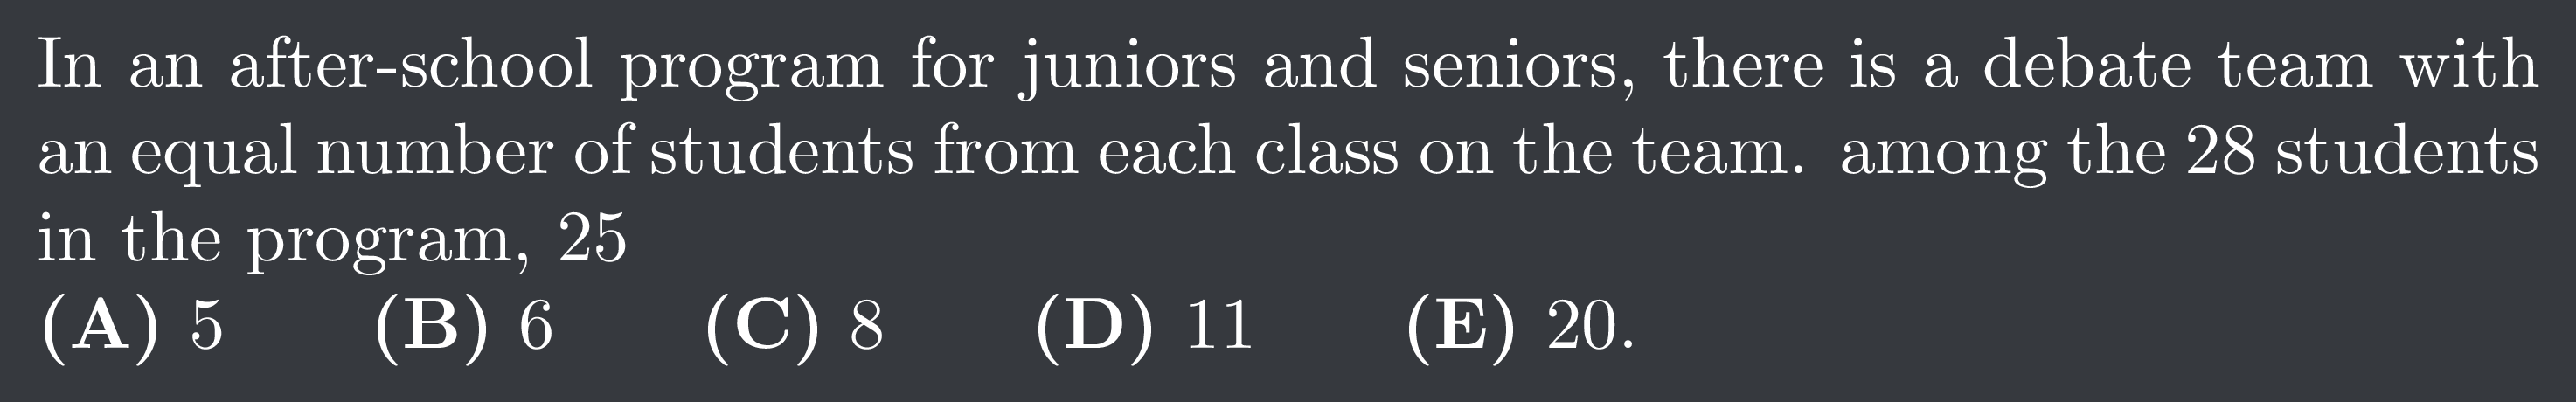 In an after-school program for juniors and seniors, there is a debate team with
an equal number of students from each class on the team. among the 28 students
in the program, 25
(A) 5 (B) 6 (C) 8 (D) 11 (E) 20.